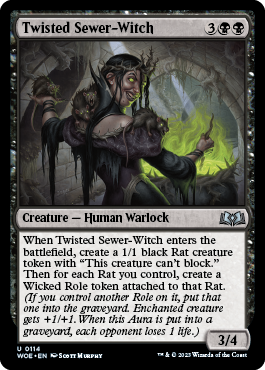 Twisted Sewer-Witch 3
Creature — Human Warlock
When Twisted Sewer-Witch enters the
battlefield, create a 1/1 black Rat creature
token with “This creature can't block.”
Then for each Rat you control, create a
Wicked Role token attached to that Rat.
(If you control another Role on it, put that
one into the graveyard. Enchanted creature
gets +1/+1. When this Aura is put into a
graveyard, each opponent loses 1 life.)
3/4
U 0114
WOE • EN Scott Murphy ™ & © 2023 Wizards of the Coast